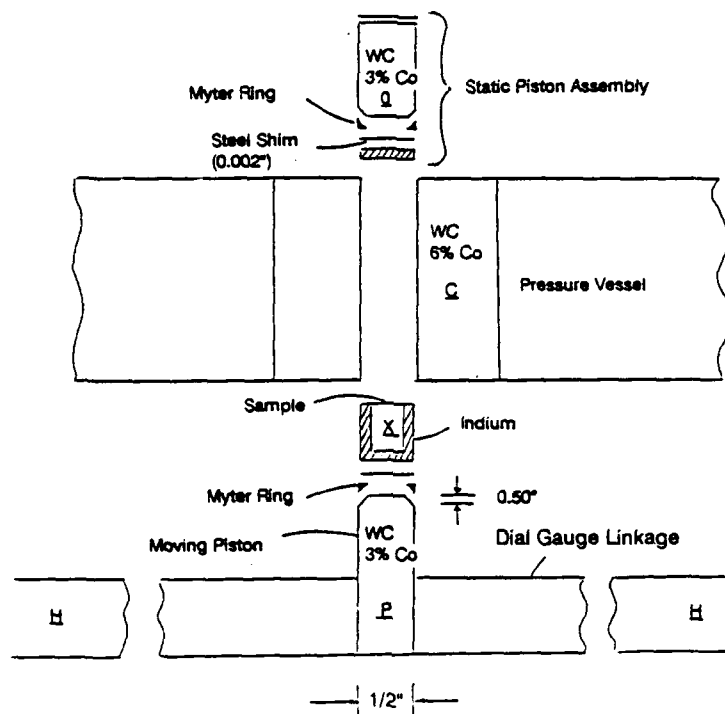 WC
3% Co
O
Static Piston Assembly
Myter Ring
Steel Shim
(0.002")
WC
6% Co
C
Pressure Vessel
Sample
X
Indium
Myter Ring
0.50"
Moving Piston
WC
3% Co
Dial Gauge Linkage
H
P
H
1/2"